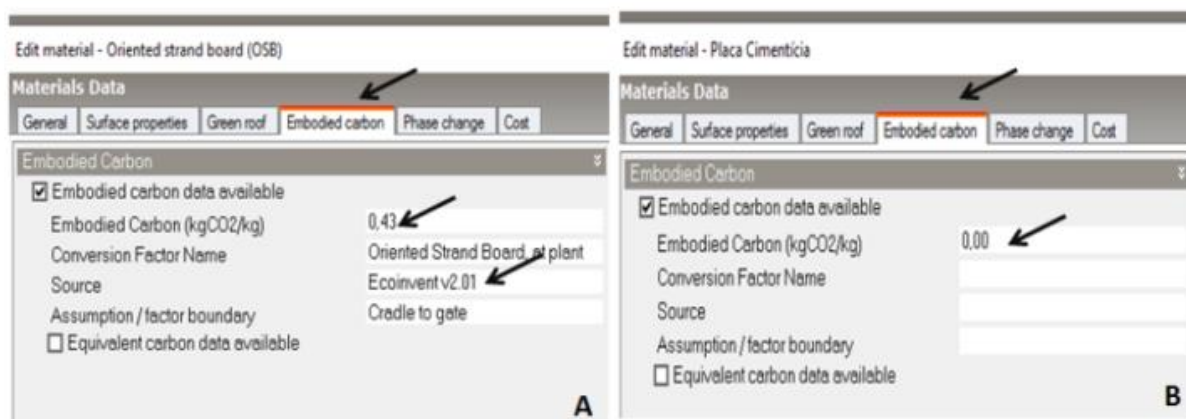 Edit material - Oriented strand board (OSB)
Materials Data
General Surface properties Green roof Embodied carbon Phase change Cost
Embodied Carbon
Embodied carbon data available
Embodied Carbon (kgCO2/kg) 0,43
Conversion Factor Name Oriented Strand Board, at plant
Source Ecoinvent v2.01
Assumption / factor boundary Cradle to gate
Equivalent carbon data available
A
Edit material - Placa Cimentícia
Materials Data
General Surface properties Green roof Embodied carbon Phase change Cost
Embodied Carbon
Embodied carbon data available
Embodied Carbon (kgCO2/kg) 0,00
Conversion Factor Name
Source
Assumption / factor boundary
Equivalent carbon data available
B